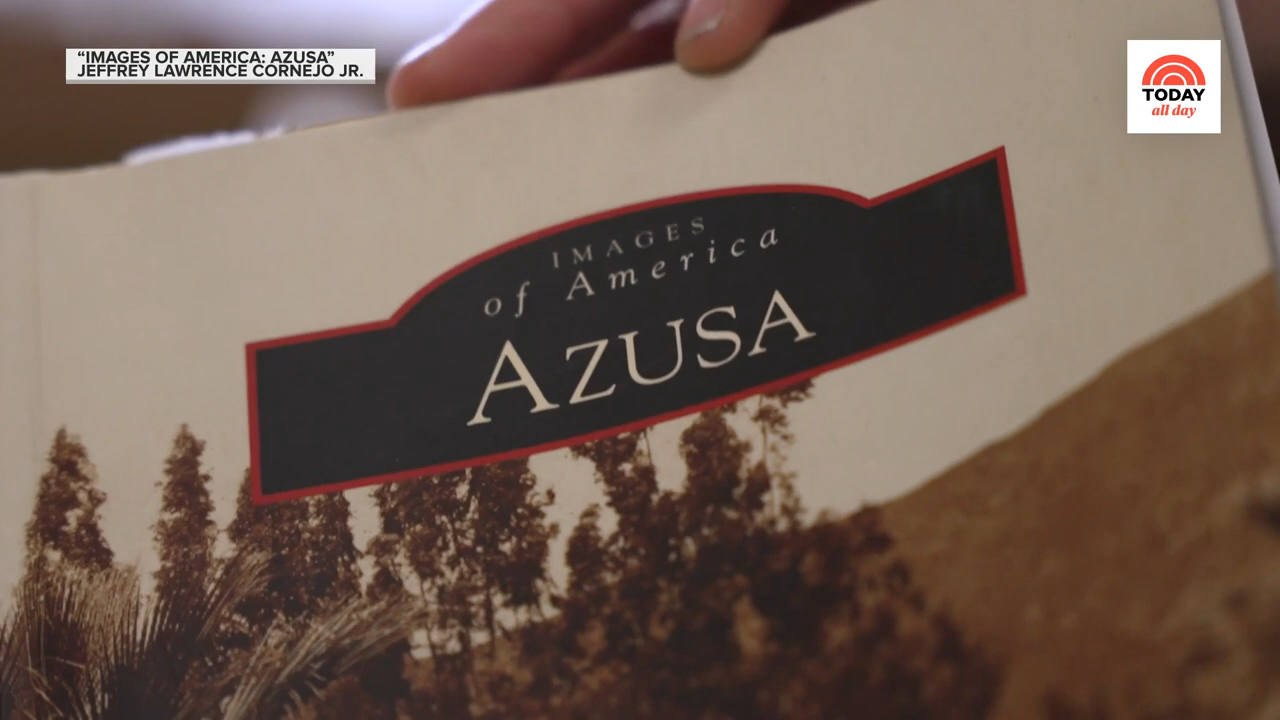 “IMAGES OF AMERICA: AZUSA”
JEFFREY LAWRENCE CORNEJO JR.
TODAY
all day
IMAGES
of America
AZUSA